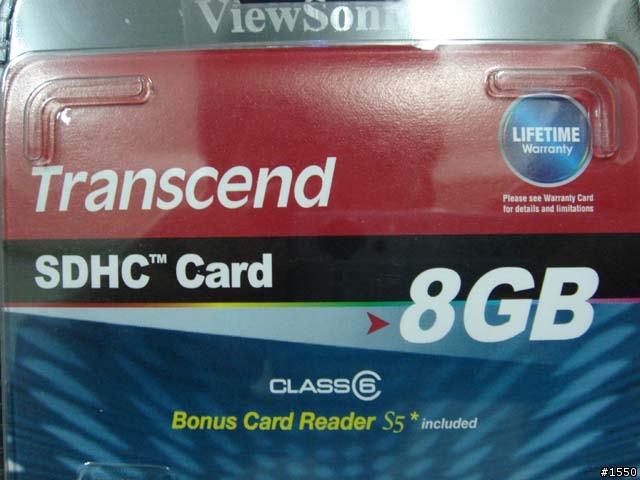 ViewSonic
Transcend
LIFETIME
Warranty
Please see Warranty Card
for details and limitations
SDHC™ Card
8GB
CLASS 6
Bonus Card Reader S5* included
#1550